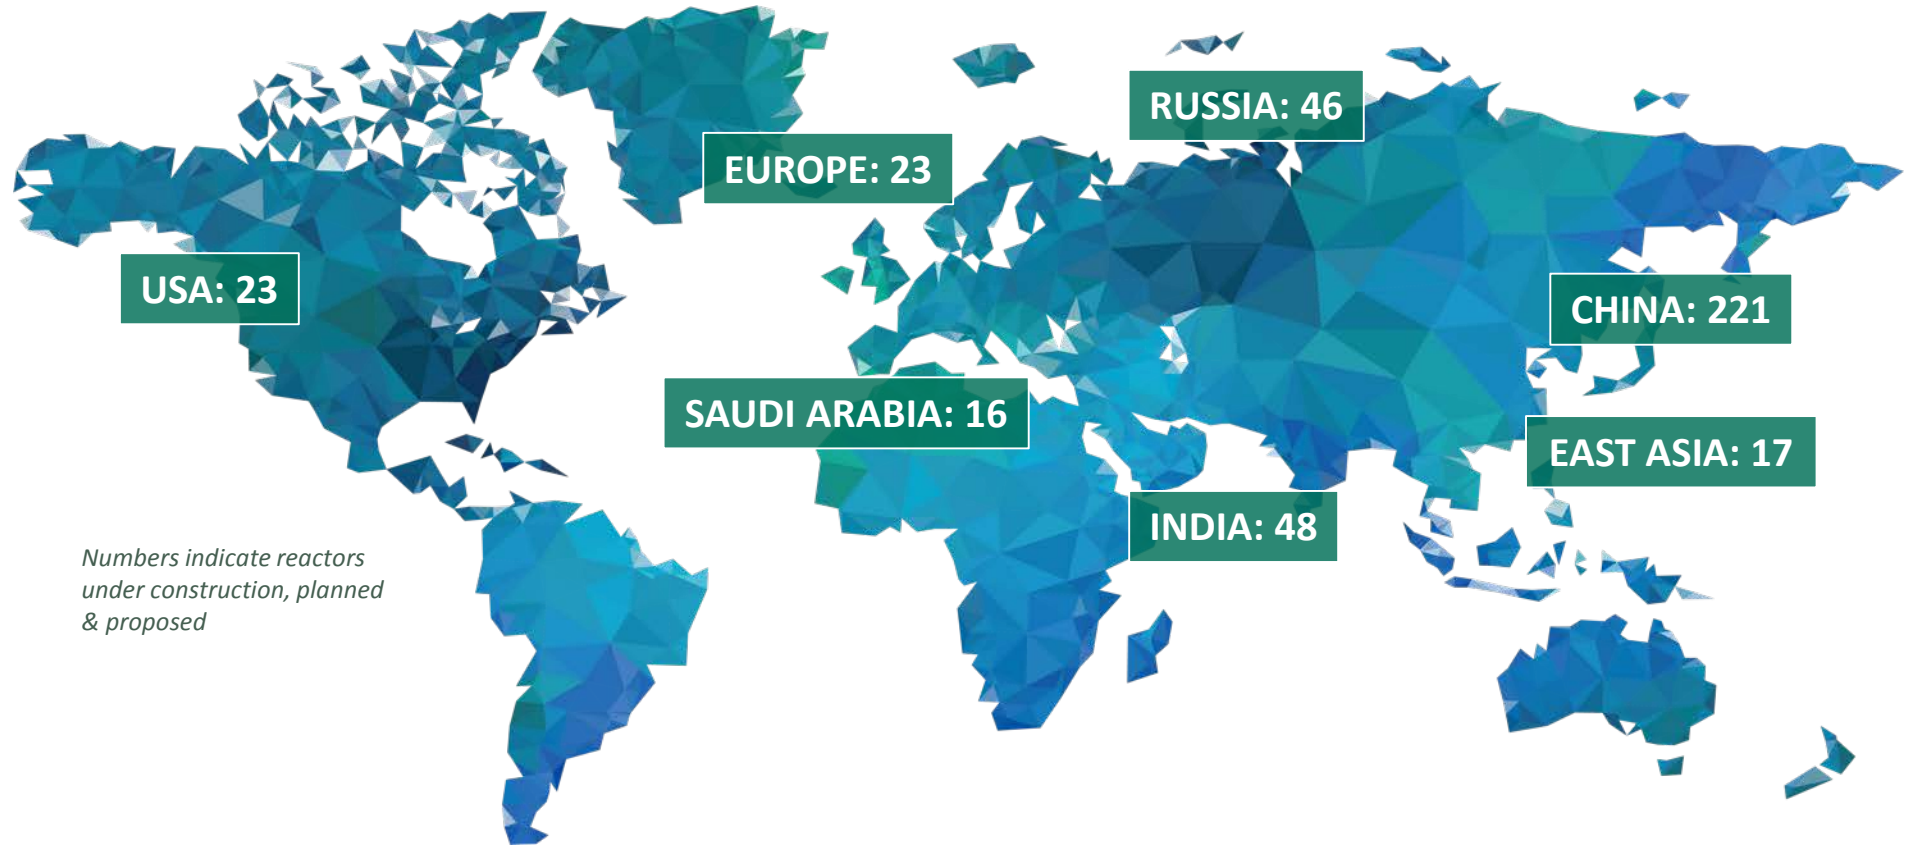 RUSSIA: 46
EUROPE: 23
USA: 23
CHINA: 221
SAUDI ARABIA: 16
EAST ASIA: 17
INDIA: 48
Numbers indicate reactors
under construction, planned
& proposed